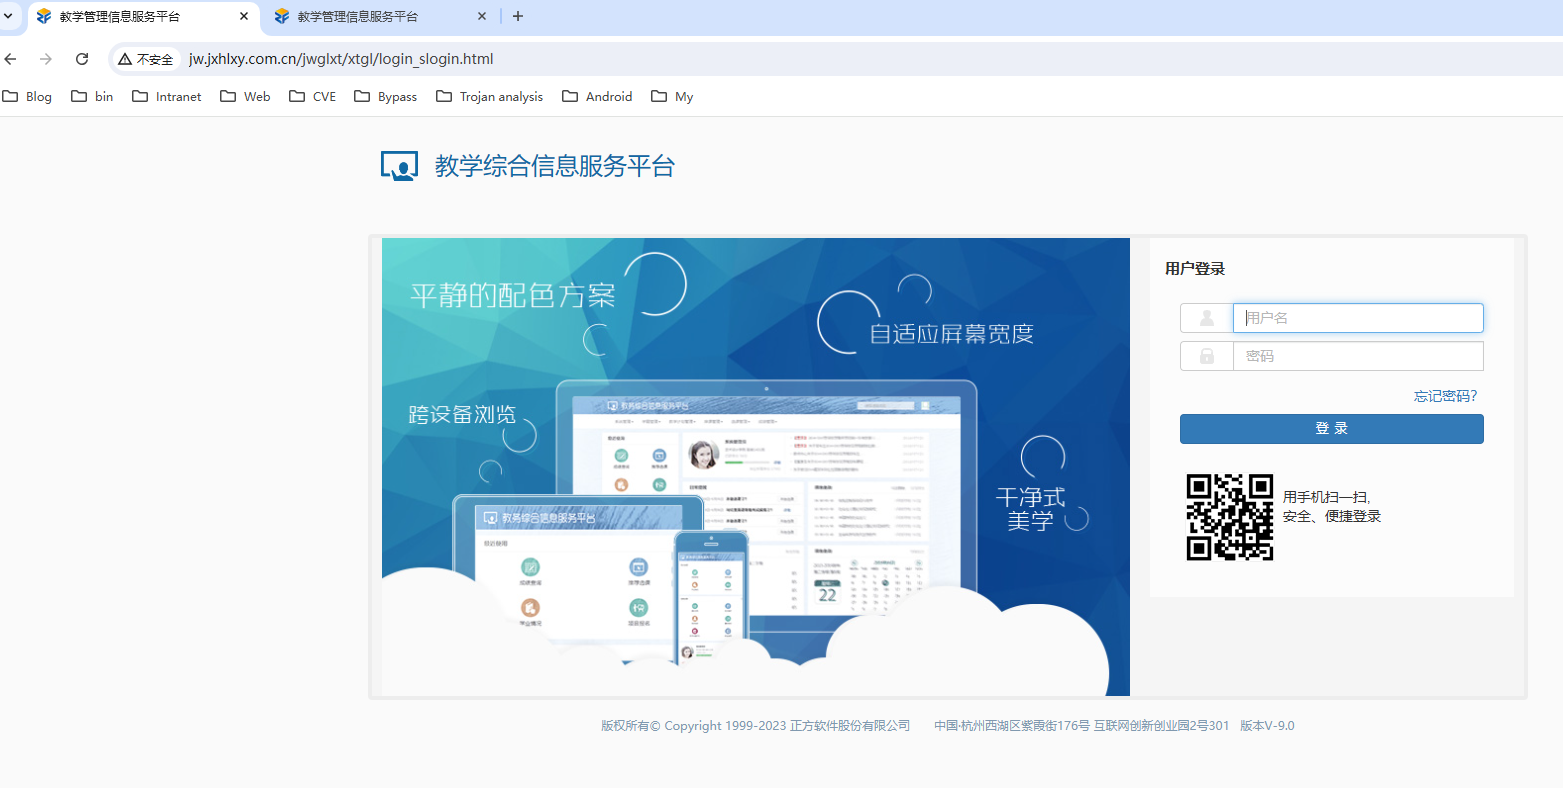 教学管理信息服务平台
教学管理信息服务平台
不安全 jw.jxhlxy.com.cn/jwglxt/xtgl/login_slogin.html
Blog bin Intranet Web CVE Bypass Trojan analysis Android My
教学综合信息服务平台
平静的配色方案
自适应屏幕宽度
跨设备浏览
干净式
美学
教务综合信息服务平台
教务综合信息服务平台
22
用户登录
用户名
密码
忘记密码?
登 录
用手机扫一扫,
安全、便捷登录
版权所有© Copyright 1999-2023 正方软件股份有限公司 中国·杭州西湖区紫霞街176号 互联网创新创业园2号301 版本V-9.0